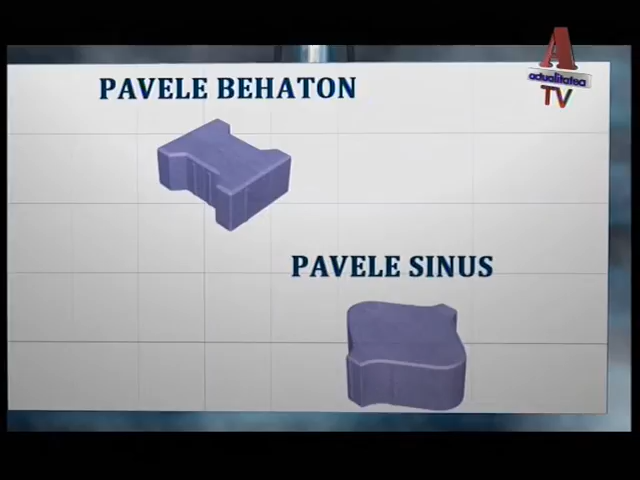 A
actualitatea
TV
PAVELE BEHATON
PAVELE SINUS